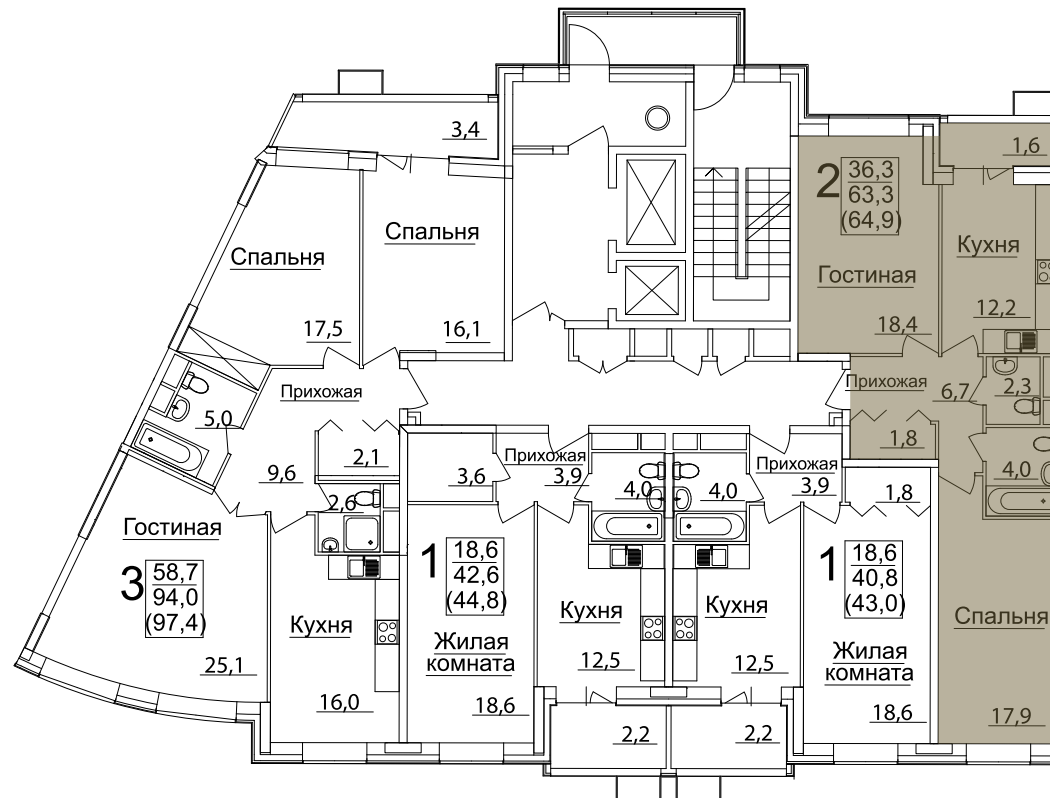 3,4
1,6
2
36,3
63,3
(64,9)
Спальня
Спальня
Кухня
Гостиная
17,5
16,1
18,4
12,2
Прихожая
Прихожая
6,7
2,3
5,0
1,8
2,1
9,6
3,6
Прихожая
3,9
4,0
4,0
Прихожая
3,9
1,8
4,0
2,6
Гостиная
3
58,7
94,0
(97,4)
1
18,6
42,6
(44,8)
1
18,6
40,8
(43,0)
Кухня
Жилая
комната
Кухня
Кухня
Жилая
комната
Спальня
25,1
16,0
18,6
12,5
12,5
18,6
17,9
2,2
2,2